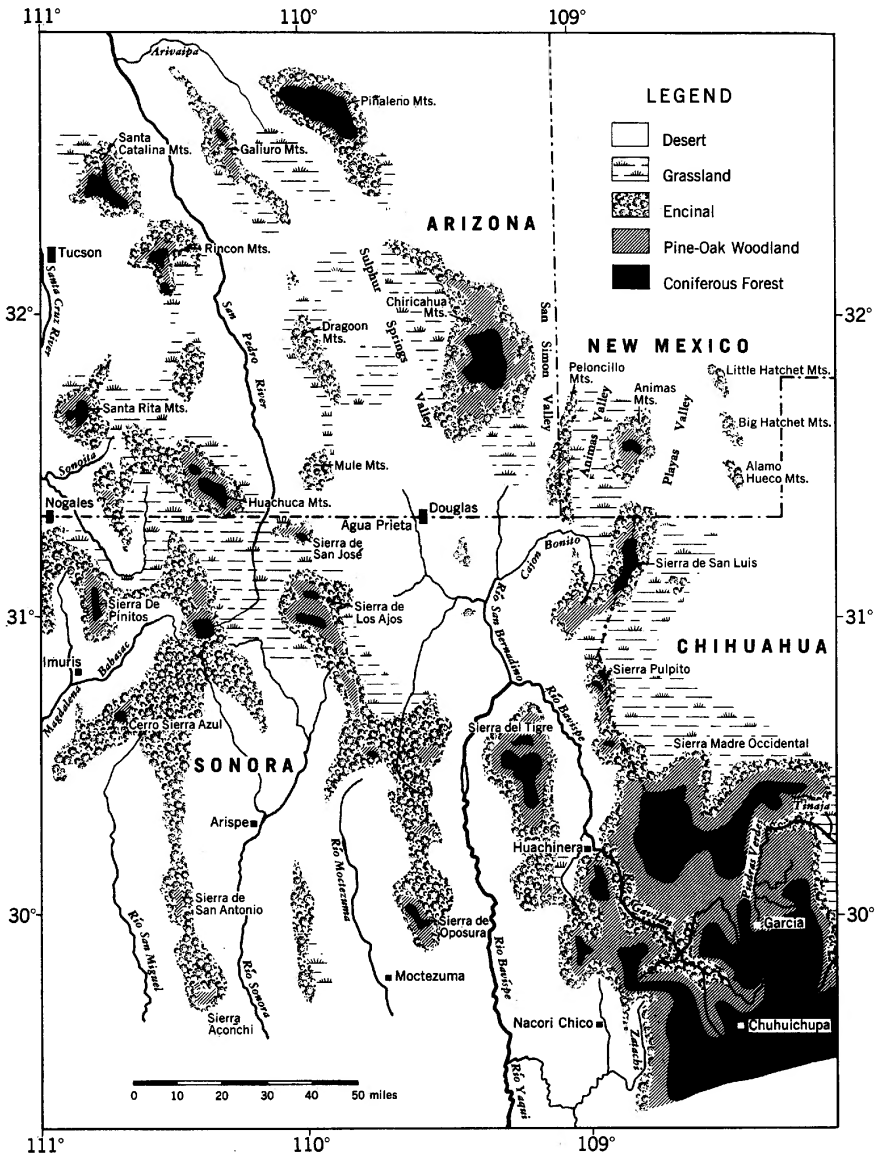 111°
110°
109°
Arivaipa
Piñaleno Mts.
LEGEND
Desert
Grassland
Encinal
Pine-Oak Woodland
Coniferous Forest
Santa
Catalina Mts.
Galiuro Mts.
ARIZONA
Tucson
Rincon Mts.
Santa Cruz River
San Pedro River
Sulphur Springs Valley
Chiricahua
Mts.
San Simon Valley
32°
32°
Dragoon
Mts.
NEW MEXICO
Peloncillo
Mts.
Animas
Mts.
Little Hatchet Mts.
Animas Valley
Playas Valley
Santa Rita Mts.
Big Hatchet Mts.
Sonoita
Mule Mts.
Alamo
Hueco Mts.
Huachuca Mts.
Nogales
Douglas
Agua Prieta
Sierra de
San José
Cajon Bonito
Sierra de San Luis
Sierra De
Pinitos
Sierra de
Los Ajos
31°
31°
Río San Bernadino
CHIHUAHUA
Imuris
Babasac
Magdalena
Sierra Pulpito
Río Bavispe
Cerro Sierra Azul
Sierra del Tigre
Sierra Madre Occidental
SONORA
Tinaja
Arispe
Río Moctezuma
Huachinera
Gavilan
García
30°
30°
Sierra de
San Antonio
Sierra de
Oposura
Río San Miguel
Río Sonora
Río Bavispe
Moctezuma
Sierra
Aconchi
Nacori Chico
Chuhuichupa
Río Yaqui
0 10 20 30 40 50 miles
111°
110°
109°